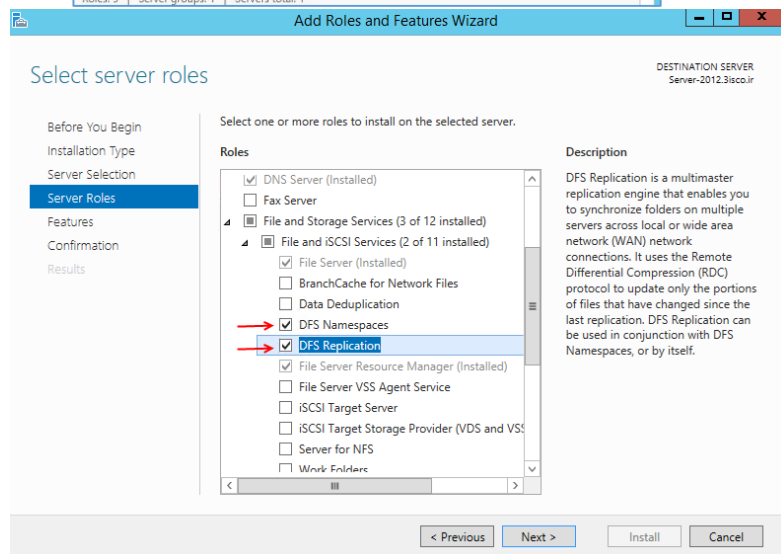 Roles: 5 | Server groups: 1 | Servers total: 1
Add Roles and Features Wizard
Select server roles
DESTINATION SERVER
Server-2012.3isco.ir
Before You Begin
Installation Type
Server Selection
Server Roles
Features
Confirmation
Results
Select one or more roles to install on the selected server.
Roles
DNS Server (Installed)
Fax Server
File and Storage Services (3 of 12 installed)
File and iSCSI Services (2 of 11 installed)
File Server (Installed)
BranchCache for Network Files
Data Deduplication
DFS Namespaces
DFS Replication
File Server Resource Manager (Installed)
File Server VSS Agent Service
iSCSI Target Server
iSCSI Target Storage Provider (VDS and VSS
Server for NFS
Work Folders
Description
DFS Replication is a multimaster
replication engine that enables you
to synchronize folders on multiple
servers across local or wide area
network (WAN) network
connections. It uses the Remote
Differential Compression (RDC)
protocol to update only the portions
of files that have changed since the
last replication. DFS Replication can
be used in conjunction with DFS
Namespaces, or by itself.
< Previous
Next >
Install
Cancel